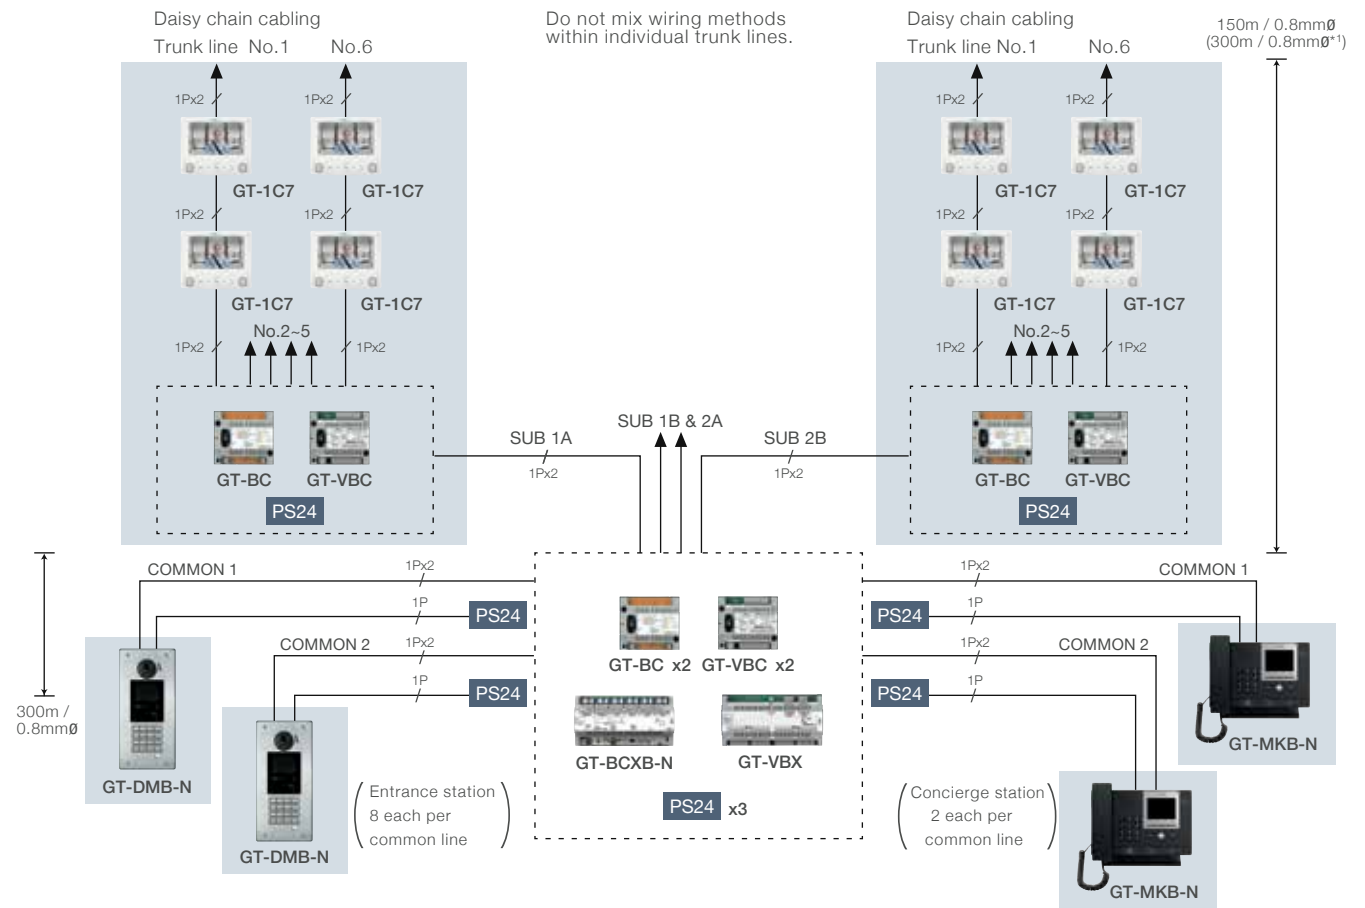 Daisy chain cabling
Trunk line No.1 No.6
Do not mix wiring methods
within individual trunk lines.
Daisy chain cabling
Trunk line No.1 No.6
150m / 0.8mmØ
(300m / 0.8mmØ*1)
1Px2 1Px2
GT-1C7 GT-1C7
1Px2 1Px2
GT-1C7 GT-1C7
No.2~5
1Px2 1Px2
GT-BC GT-VBC
PS24
1Px2 1Px2
GT-1C7 GT-1C7
1Px2 1Px2
GT-1C7 GT-1C7
No.2~5
1Px2 1Px2
GT-BC GT-VBC
PS24
SUB 1A
1Px2
SUB 1B & 2A
SUB 2B
1Px2
COMMON 1 1Px2
1P PS24
COMMON 2 1Px2
1P PS24
300m /
0.8mmØ
GT-DMB-N
GT-DMB-N
(Entrance station
8 each per
common line)
GT-BC x2 GT-VBC x2
GT-BCXB-N GT-VBX
PS24 x3
1Px2 COMMON 1
PS24 1P
1Px2 COMMON 2
PS24 1P
GT-MKB-N
(Concierge station
2 each per
common line)
GT-MKB-N